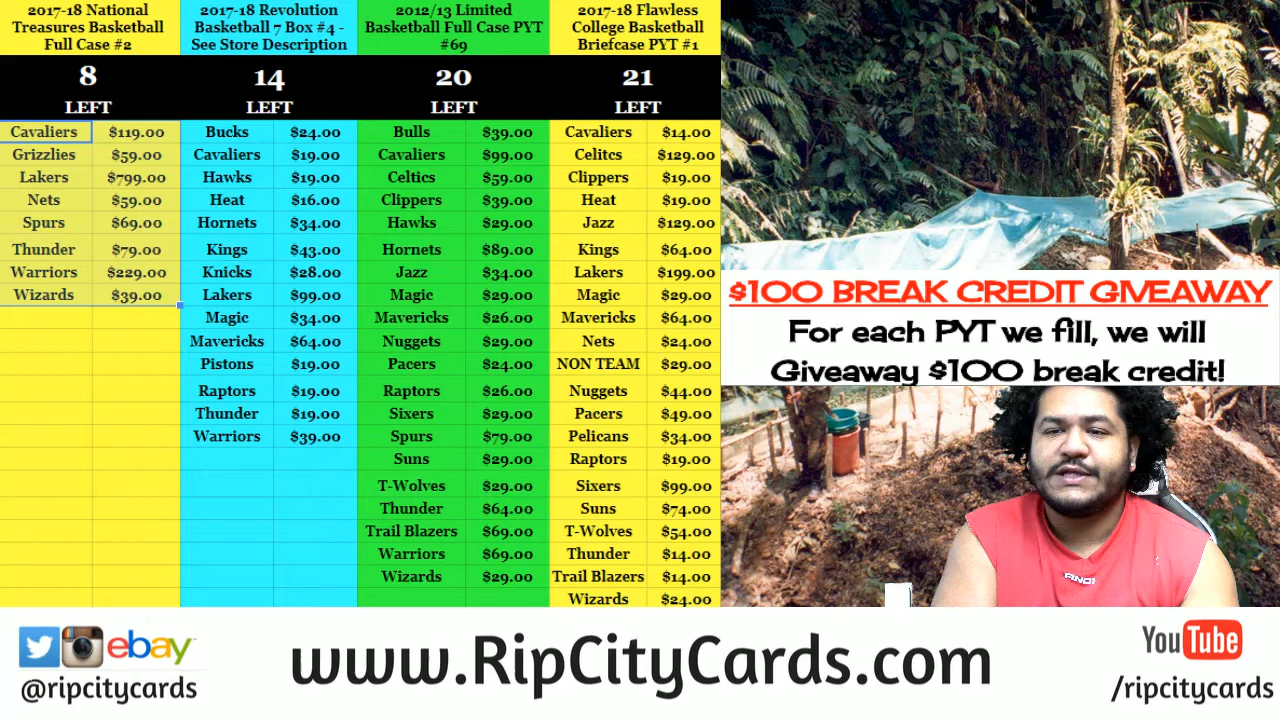 2017-18 National
Treasures Basketball
Full Case #2
8
LEFT
Cavaliers $119.00
Grizzlies $59.00
Lakers $799.00
Nets $59.00
Spurs $69.00
Thunder $79.00
Warriors $229.00
Wizards $39.00
2017-18 Revolution
Basketball 7 Box #4 -
See Store Description
14
LEFT
Bucks $24.00
Cavaliers $19.00
Hawks $19.00
Heat $16.00
Hornets $34.00
Kings $43.00
Knicks $28.00
Lakers $99.00
Magic $34.00
Mavericks $64.00
Pistons $19.00
Raptors $19.00
Thunder $19.00
Warriors $39.00
2012/13 Limited
Basketball Full Case PYT
#69
20
LEFT
Bulls $39.00
Cavaliers $99.00
Celtics $59.00
Clippers $39.00
Hawks $29.00
Hornets $89.00
Jazz $34.00
Magic $29.00
Mavericks $26.00
Nuggets $29.00
Pacers $24.00
Raptors $26.00
Sixers $29.00
Spurs $79.00
Suns $29.00
T-Wolves $29.00
Thunder $64.00
Trail Blazers $69.00
Warriors $69.00
Wizards $29.00
2017-18 Flawless
College Basketball
Briefcase PYT #1
21
LEFT
Cavaliers $14.00
Celitcs $129.00
Clippers $19.00
Heat $19.00
Jazz $129.00
Kings $64.00
Lakers $199.00
Magic $29.00
Mavericks $64.00
Nets $24.00
NON TEAM $29.00
Nuggets $44.00
Pacers $49.00
Pelicans $34.00
Raptors $19.00
Sixers $99.00
Suns $74.00
T-Wolves $54.00
Thunder $14.00
Trail Blazers $14.00
Wizards $24.00
$100 BREAK CREDIT GIVEAWAY
For each PYT we fill, we will
Giveaway $100 break credit!
AND1
ebay
@ripcitycards
www.RipCityCards.com
YouTube
/ripcitycards